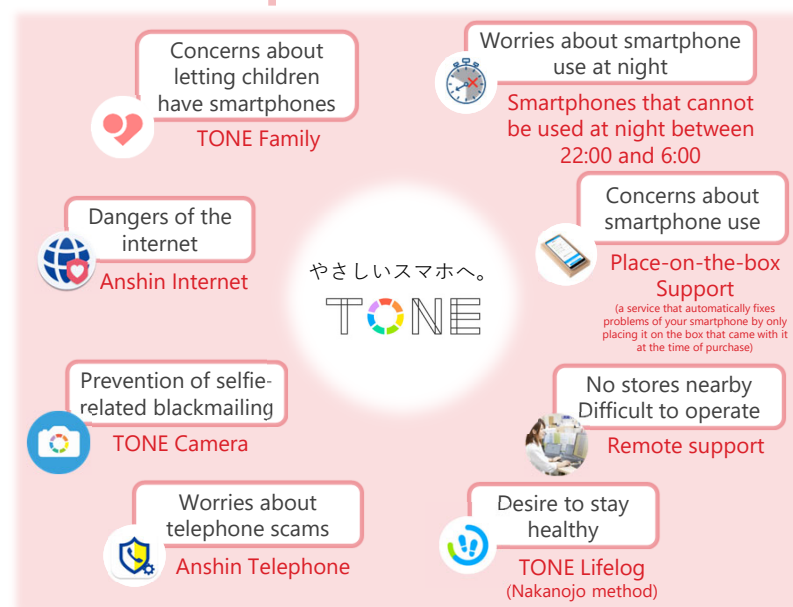 Concerns about
letting children
have smartphones
TONE Family
Worries about smartphone
use at night
Smartphones that cannot
be used at night between
22:00 and 6:00
Dangers of the
internet
Anshin Internet
Concerns about
smartphone use
Place-on-the-box
Support
(a service that automatically fixes
problems of your smartphone by only
placing it on the box that came with it
at the time of purchase)
やさしいスマホへ。
TONE
Prevention of selfie-
related blackmailing
TONE Camera
No stores nearby
Difficult to operate
Remote support
Worries about
telephone scams
Anshin Telephone
Desire to stay
healthy
TONE Lifelog
(Nakanojo method)